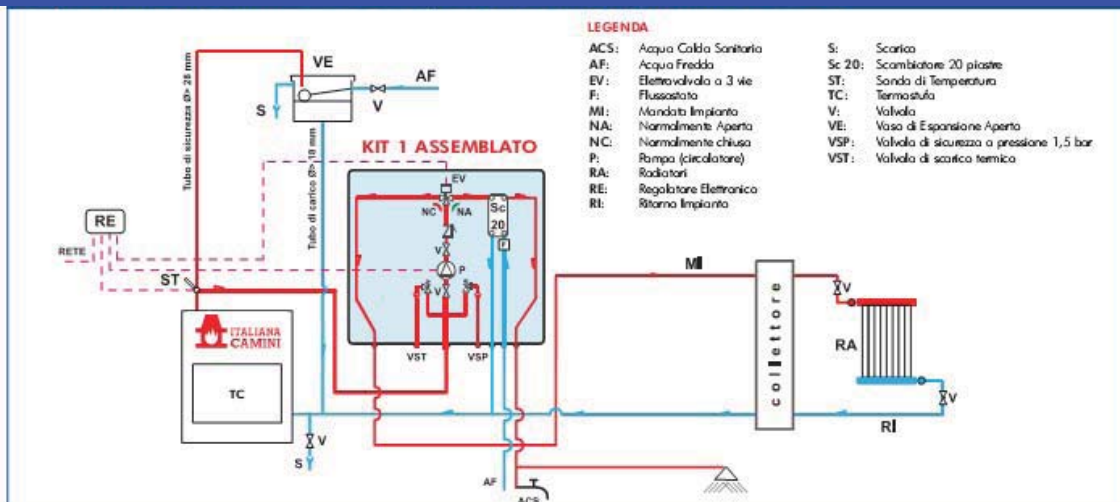 LEGENDA
ACS: Acqua Calda Sanitaria
AF: Acqua Fredda
EV: Elettrovalvola a 3 vie
F: Flussostato
MI: Mandata Impianto
NA: Normalmente Aperta
NC: Normalmente chiusa
P: Pompa (circolatore)
RA: Radiatori
RE: Regolatore Elettronico
RI: Ritorno Impianto
S: Scarico
Sc 20: Scambiatore 20 piastre
ST: Sonda di Temperatura
TC: Termostufa
V: Valvola
VE: Vaso di Espansione Aperto
VSP: Valvola di sicurezza a pressione 1,5 bar
VST: Valvola di scarico termico
Tubo di sicurezza Ø> 28 mm
VE
AF
S
V
Tubo di carico Ø> 18 mm
KIT 1 ASSEMBLATO
EV
NC
NA
Sc
20
F
V
P
V
RE
RETE
ST
VST
VSP
ITALIANA
CAMINI
TC
MI
collettore
V
RA
V
RI
V
S
AF
ACS